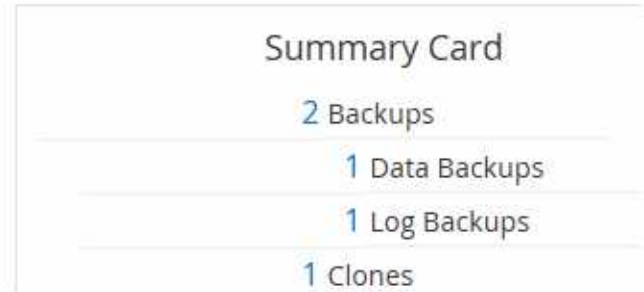 Summary Card
2 Backups
1 Data Backups
1 Log Backups
1 Clones